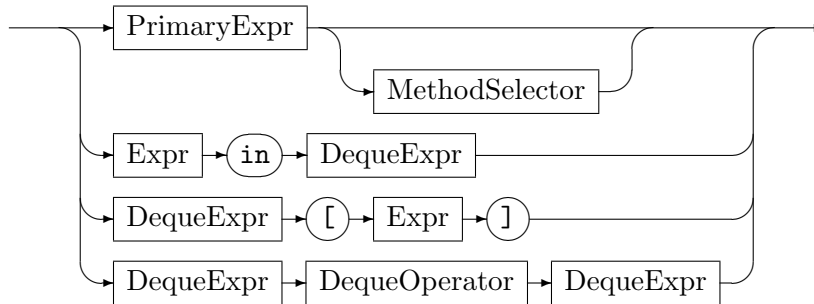 PrimaryExpr
MethodSelector
Expr in DequeExpr
DequeExpr [ Expr ]
DequeExpr DequeOperator DequeExpr